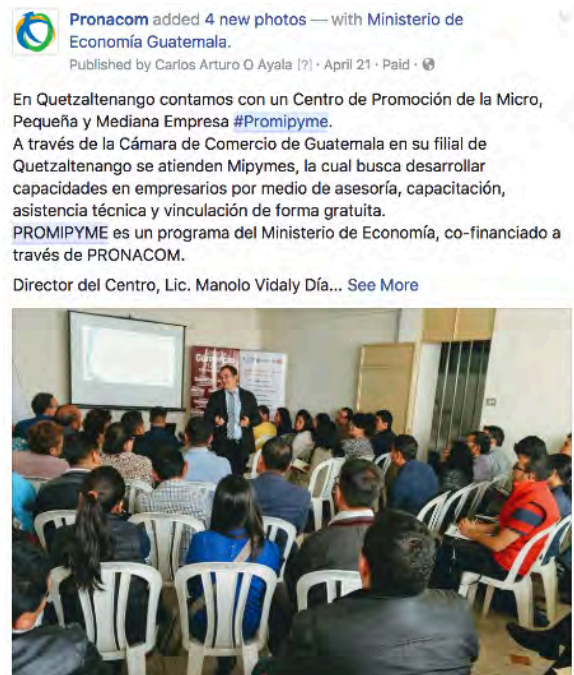 Pronacom added 4 new photos — with Ministerio de
Economía Guatemala.
Published by Carlos Arturo O Ayala [?] · April 21 · Paid ·
En Quetzaltenango contamos con un Centro de Promoción de la Micro,
Pequeña y Mediana Empresa #Promipyme.
A través de la Cámara de Comercio de Guatemala en su filial de
Quetzaltenango se atienden Mipymes, la cual busca desarrollar
capacidades en empresarios por medio de asesoría, capacitación,
asistencia técnica y vinculación de forma gratuita.
PROMIPYME es un programa del Ministerio de Economía, co-financiado a
través de PRONACOM.
Director del Centro, Lic. Manolo Vidaly Día... See More